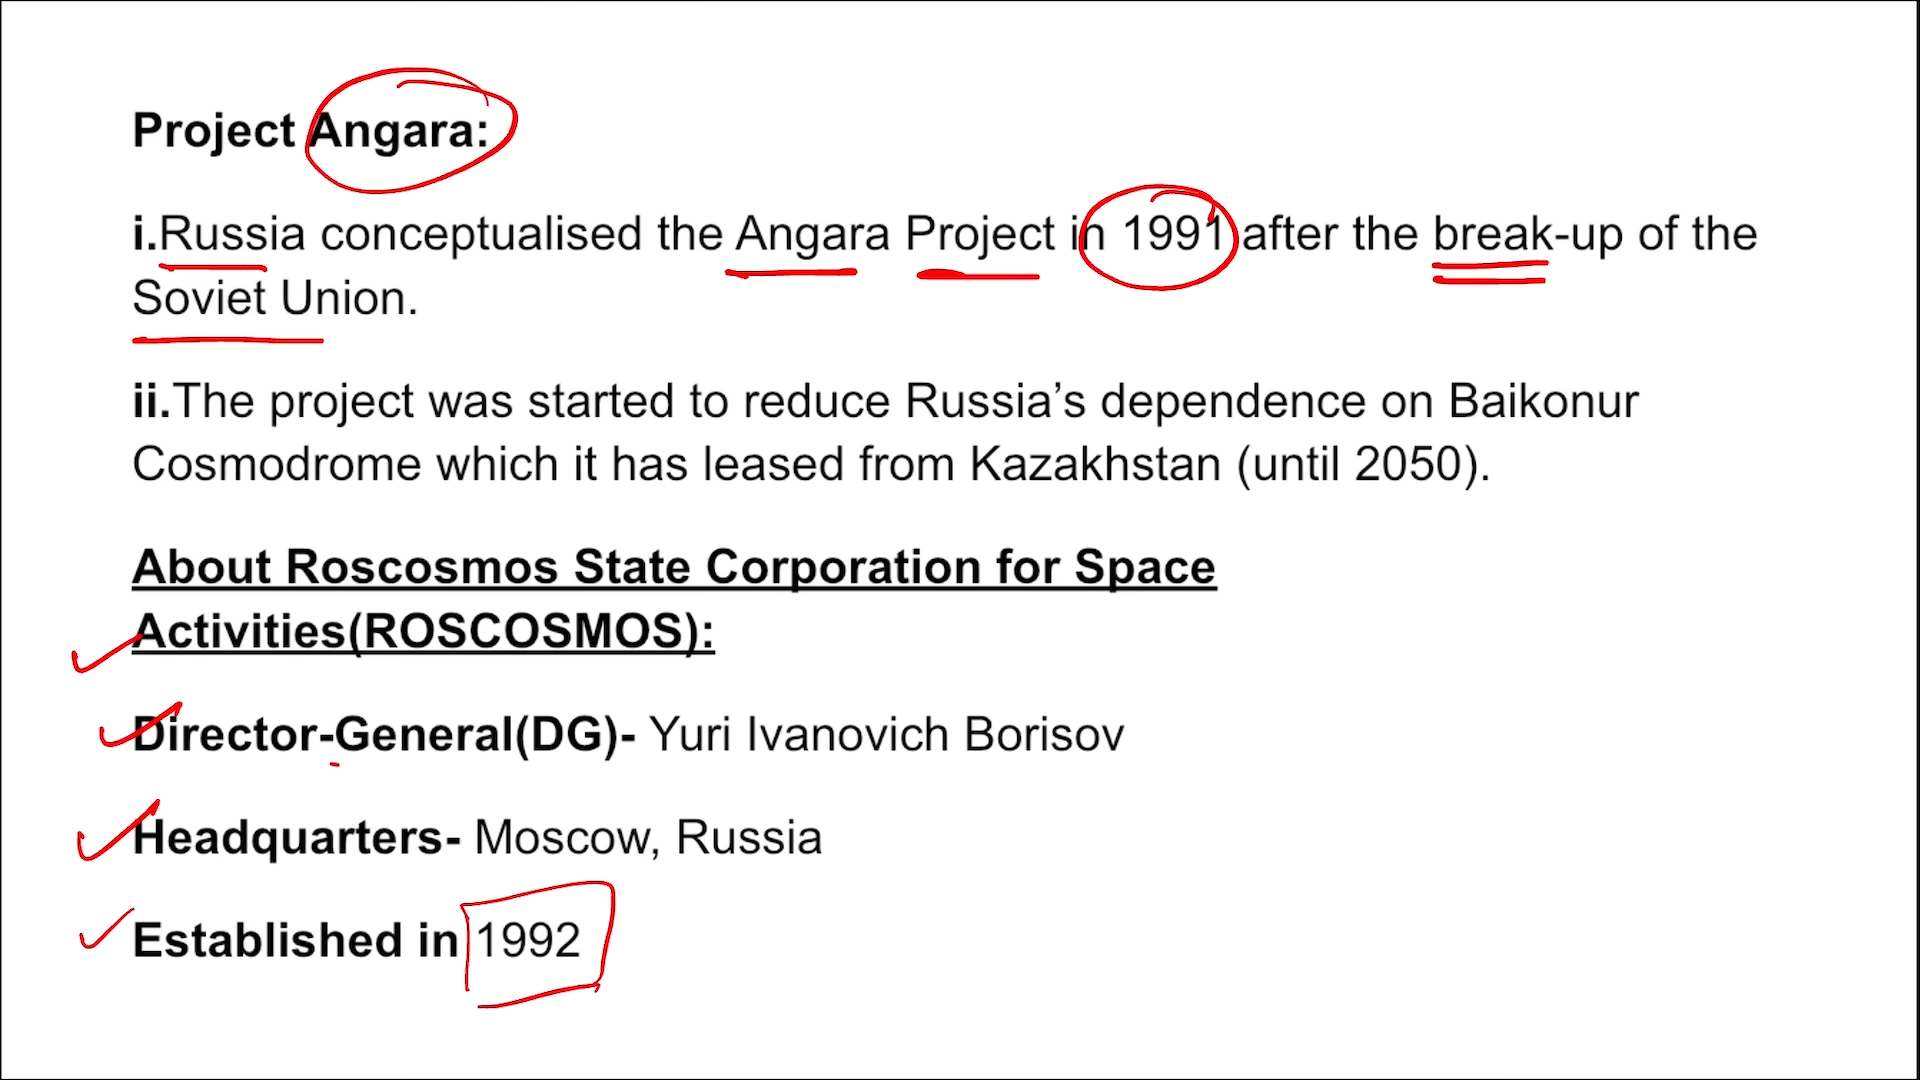 Project Angara:
i.Russia conceptualised the Angara Project in 1991 after the break-up of the
Soviet Union.
ii.The project was started to reduce Russia’s dependence on Baikonur
Cosmodrome which it has leased from Kazakhstan (until 2050).
About Roscosmos State Corporation for Space
Activities(ROSCOSMOS):
Director-General(DG)- Yuri Ivanovich Borisov
Headquarters- Moscow, Russia
Established in 1992